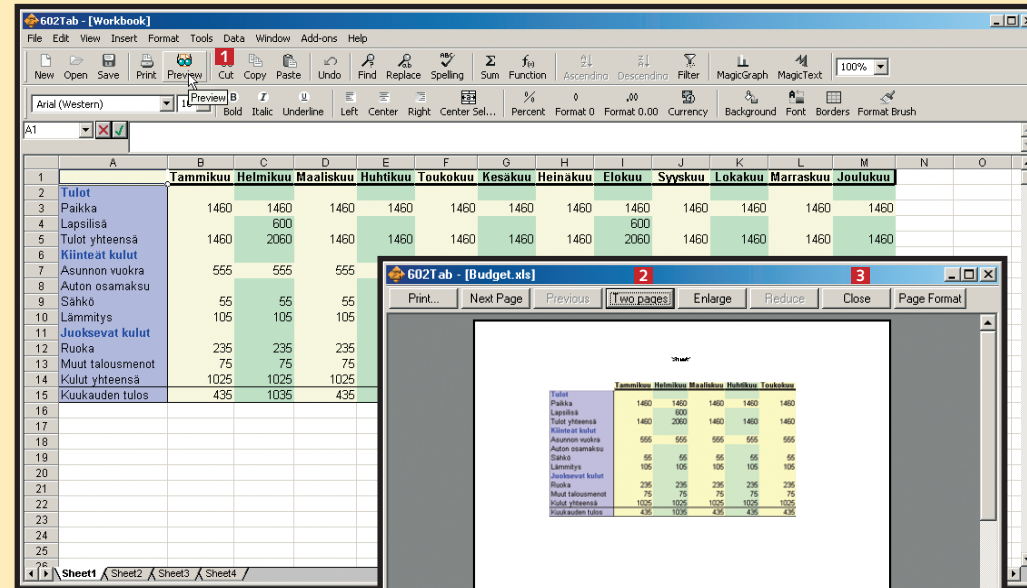 602Tab - [Workbook]
File Edit View Insert Format Tools Data Window Add-ons Help
1
New Open Save Print Preview Cut Copy Paste Undo Find Replace Spelling Sum Function Ascending Descending Filter MagicGraph MagicText 100%
Preview
Arial (Western)
Bold Italic Underline Left Center Right Center Sel... Percent Format 0 Format 0.00 Currency Background Font Borders Format Brush
A1
A B C D E F G H I J K L M N O
1 Tammikuu Helmikuu Maaliskuu Huhtikuu Toukokuu Kesäkuu Heinäkuu Elokuu Syyskuu Lokakuu Marraskuu Joulukuu
2 Tulot
3 Paikka 1460 1460 1460 1460 1460 1460 1460 1460 1460 1460 1460 1460
4 Lapsilisä 600 600
5 Tulot yhteensä 1460 2060 1460 1460 1460 1460 1460 2060 1460 1460 1460 1460
6 Kiinteät kulut
7 Asunnon vuokra 555 555 555
8 Auton osamaksu
9 Sähkö 55 55 55
10 Lämmitys 105 105 105
11 Juoksevat kulut
12 Ruoka 235 235 235
13 Muut talousmenot 75 75 75
14 Kulut yhteensä 1025 1025 1025
15 Kuukauden tulos 435 1035 435
16
17
18
19
20
21
22
23
24
25
26
Sheet1 Sheet2 Sheet3 Sheet4
602Tab - [Budget.xls] 2 3
Print... Next Page Previous Two pages Enlarge Reduce Close Page Format
Tammikuu Helmikuu Maaliskuu Huhtikuu Toukokuu
Tulot
Paikka 1460 1460 1460 1460 1460
Lapsilisä 600
Tulot yhteensä 1460 2060 1460 1460 1460
Kiinteät kulut
Asunnon vuokra 555 555 555 555 555
Auton osamaksu
Sähkö 55 55 55 55 55
Lämmitys 105 105 105 105 105
Juoksevat kulut
Ruoka 235 235 235 235 235
Muut talousmenot 75 75 75 75 75
Kulut yhteensä 1025 1025 1025 1025 1025
Kuukauden tulos 435 1035 435 435 435